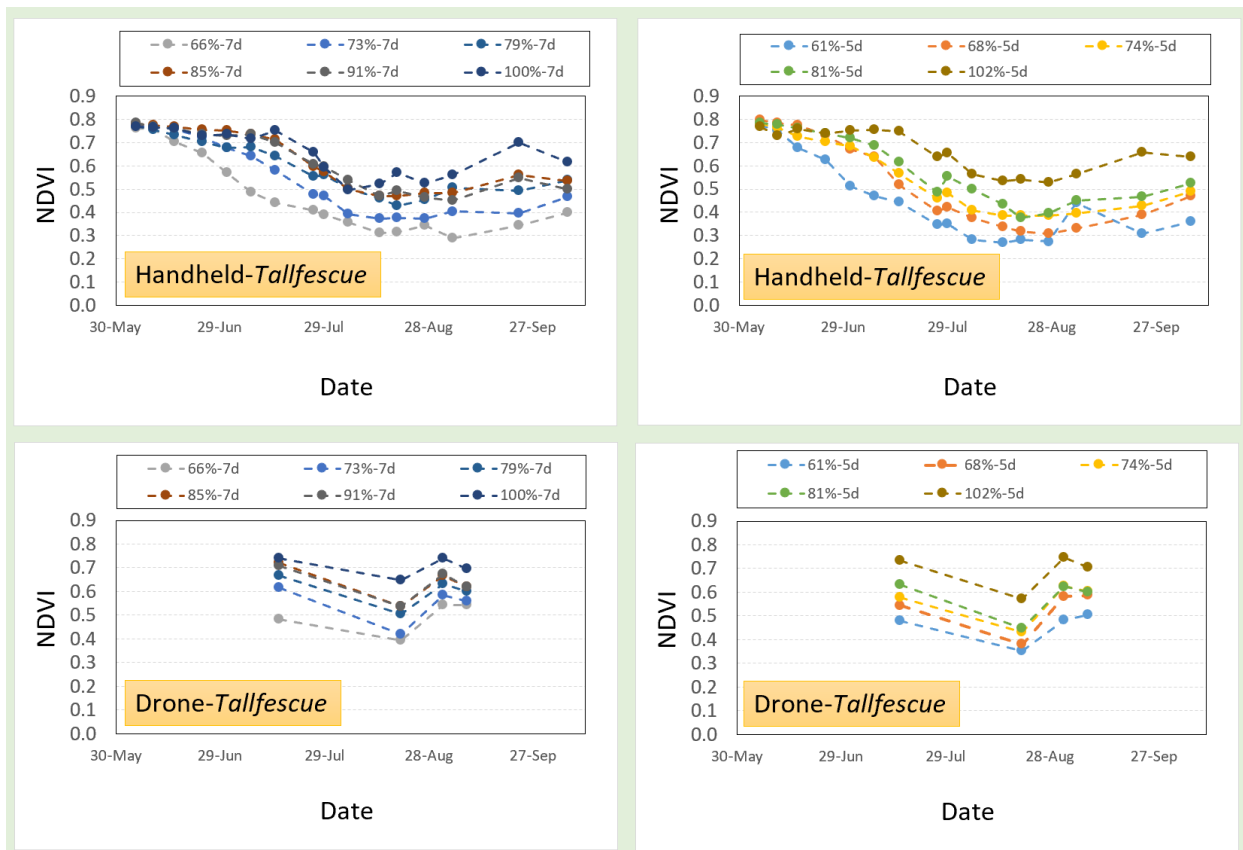 66%-7d 73%-7d 79%-7d
85%-7d 91%-7d 100%-7d
0.9
0.8
0.7
0.6
0.5
0.4
0.3
0.2
0.1
0.0
NDVI
Handheld-Tallfescue
30-May 29-Jun 29-Jul 28-Aug 27-Sep
Date
61%-5d 68%-5d 74%-5d
81%-5d 102%-5d
0.9
0.8
0.7
0.6
0.5
0.4
0.3
0.2
0.1
0.0
NDVI
Handheld-Tallfescue
30-May 29-Jun 29-Jul 28-Aug 27-Sep
Date
66%-7d 73%-7d 79%-7d
85%-7d 91%-7d 100%-7d
0.9
0.8
0.7
0.6
0.5
0.4
0.3
0.2
0.1
0.0
NDVI
Drone-Tallfescue
30-May 29-Jun 29-Jul 28-Aug 27-Sep
Date
61%-5d 68%-5d 74%-5d
81%-5d 102%-5d
0.9
0.8
0.7
0.6
0.5
0.4
0.3
0.2
0.1
0.0
NDVI
Drone-Tallfescue
30-May 29-Jun 29-Jul 28-Aug 27-Sep
Date